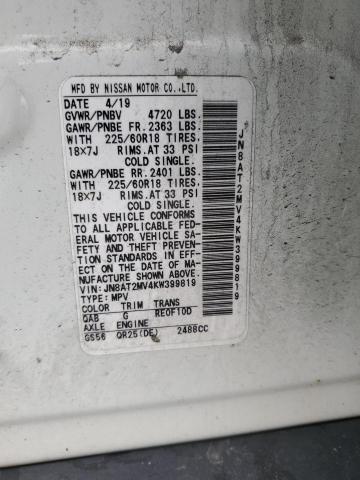 MFD BY NISSAN MOTOR CO.,LTD.
DATE 4/19
GVWR/PNBV 4720 LBS.
GAWR/PNBE FR. 2363 LBS.
WITH 225/60R18 TIRES,
18X7J RIMS.AT 33 PSI
COLD SINGLE.
GAWR/PNBE RR. 2401 LBS.
WITH 225/60R18 TIRES,
18X7J RIMS.AT 33 PSI
COLD SINGLE.
THIS VEHICLE CONFORMS
TO ALL APPLICABLE FED-
ERAL MOTOR VEHICLE SA-
FETY AND THEFT PREVEN-
TION STANDARDS IN EFF-
ECT ON THE DATE OF MA-
NUFACTURE SHOWN ABOVE.
VIN:JN8AT2MV4KW399819
TYPE:MPV
COLOR TRIM TRANS
QAB G RE0F10D
AXLE ENGINE
GS56 QR25(DE) 2488CC
JN8AT2MV4KW399819